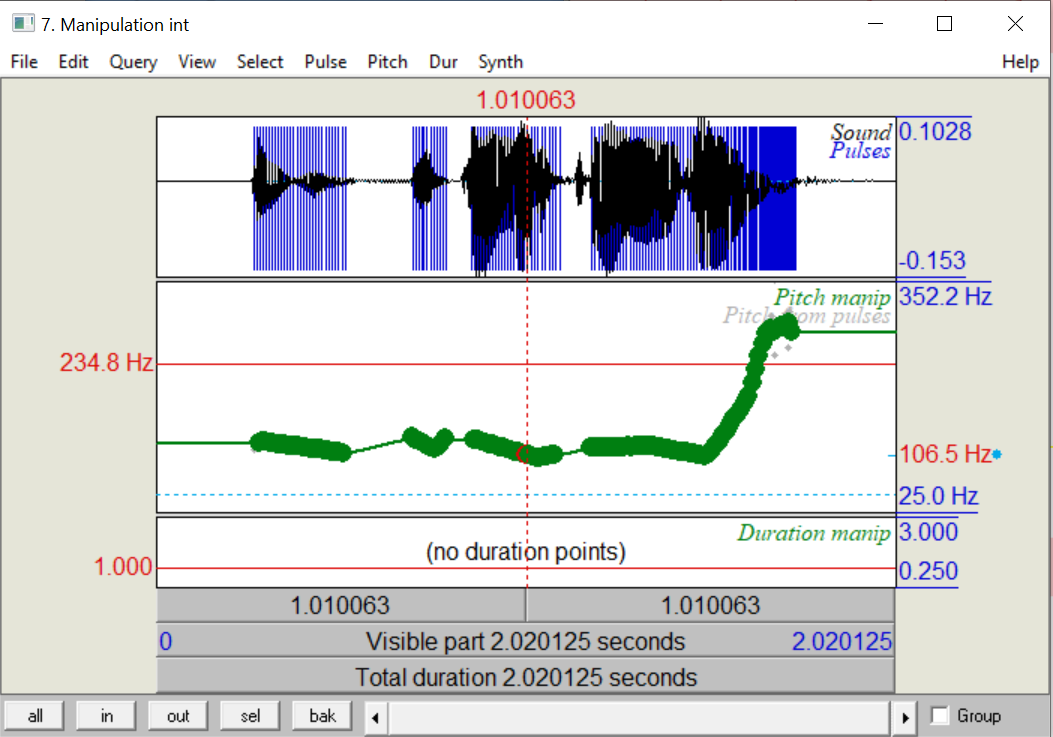 7. Manipulation int
File Edit Query View Select Pulse Pitch Dur Synth Help
1.010063
Sound
Pulses
0.1028
-0.153
Pitch manip
Pitch from pulses
352.2 Hz
234.8 Hz
106.5 Hz
25.0 Hz
Duration manip
3.000
(no duration points)
1.000
0.250
1.010063 1.010063
0 Visible part 2.020125 seconds 2.020125
Total duration 2.020125 seconds
all in out sel bak Group